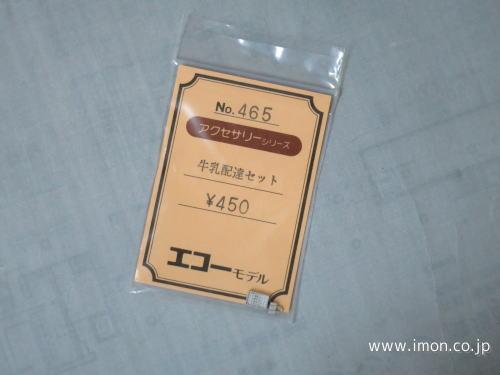 No. 465
アクセサリーシリーズ
牛乳配達セット
¥450
エコーモデル
www.imon.co.jp